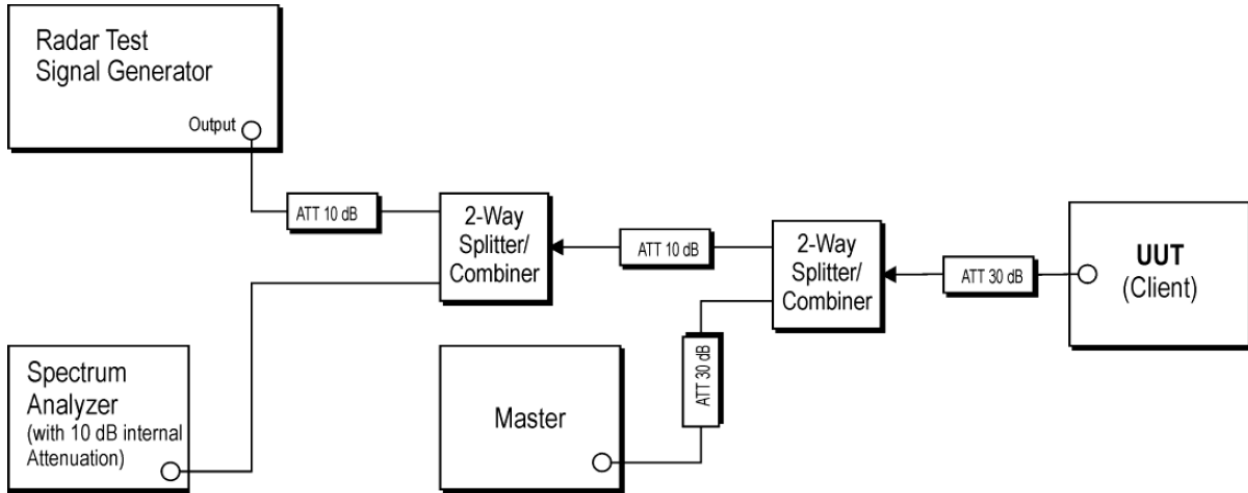 Radar Test
Signal Generator
Output
ATT 10 dB
2-Way
Splitter/
Combiner
ATT 10 dB
2-Way
Splitter/
Combiner
ATT 30 dB
UUT
(Client)
Spectrum
Analyzer
(with 10 dB internal
Attenuation)
Master
ATT 30 dB